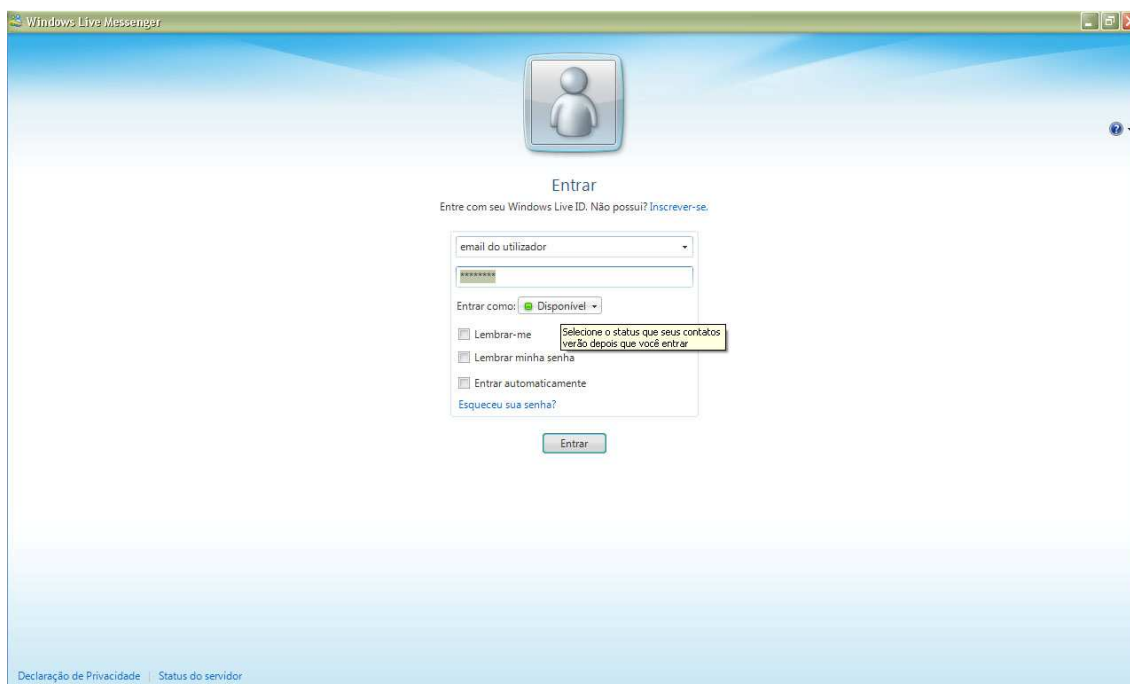 Windows Live Messenger
Entrar
Entre com seu Windows Live ID. Não possui? Inscrever-se.
email do utilizador
********
Entrar como: Disponível
Selecione o status que seus contatos
verão depois que você entrar
Lembrar-me
Lembrar minha senha
Entrar automaticamente
Esqueceu sua senha?
Entrar
Declaração de Privacidade | Status do servidor